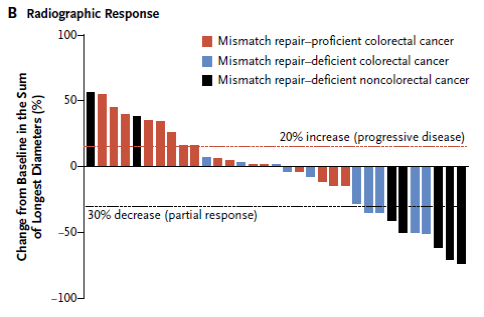 B Radiographic Response
Change from Baseline in the Sum
of Longest Diameters (%)
100
50
0
−50
−100
Mismatch repair–proficient colorectal cancer
Mismatch repair–deficient colorectal cancer
Mismatch repair–deficient noncolorectal cancer
20% increase (progressive disease)
30% decrease (partial response)